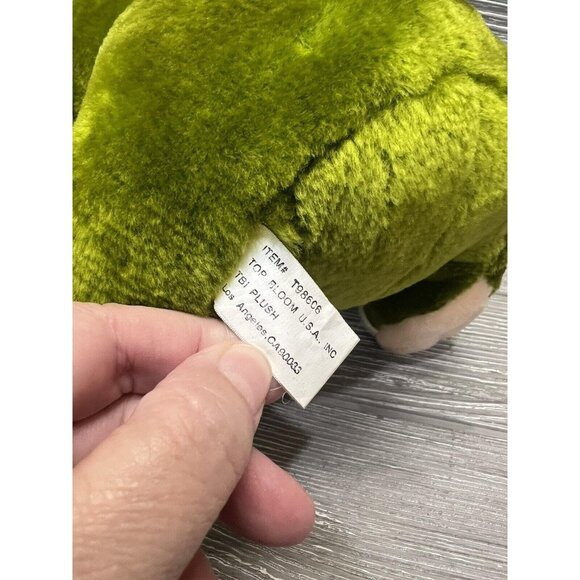 ITEM# T98606
TOP BLOOM U.S.A., INC
TBI PLUSH
Los Angeles, CA90033